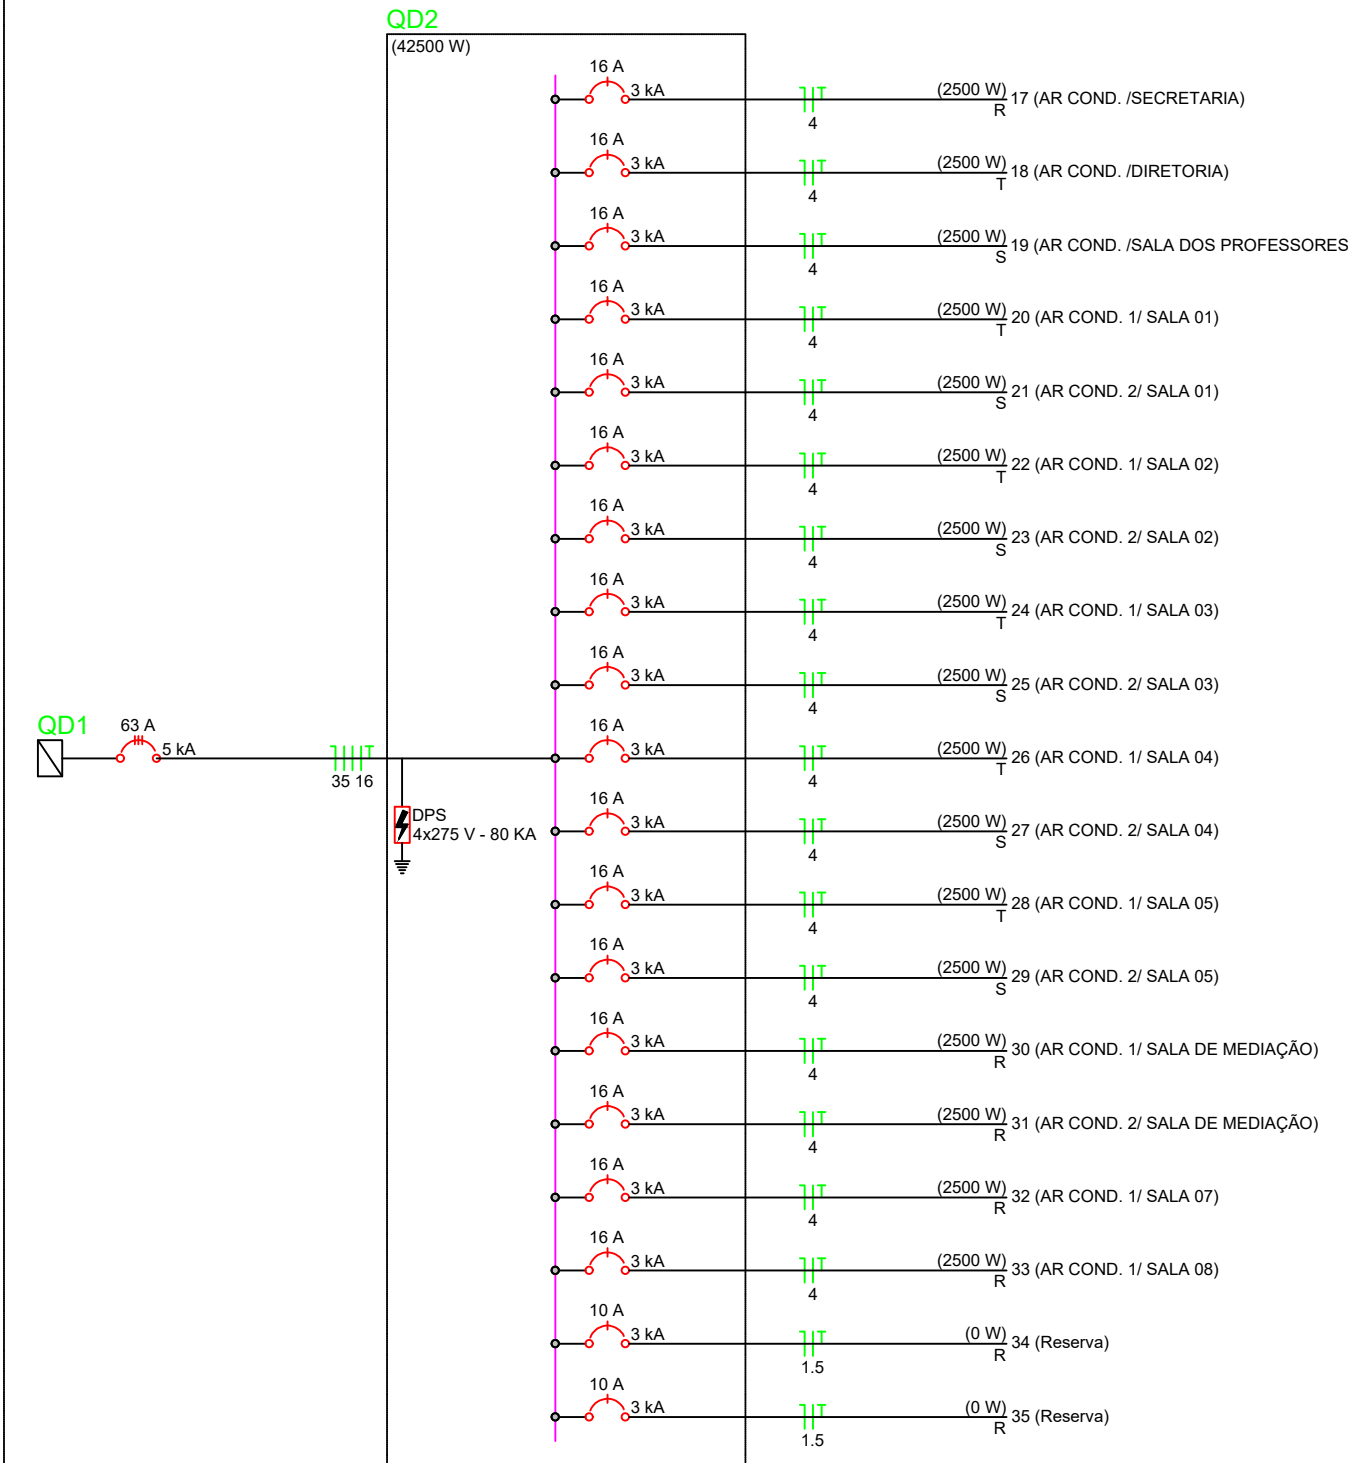 QD2
(42500 W)
16 A
3 kA
4
(2500 W)
R
17 (AR COND. /SECRETARIA)
16 A
3 kA
4
(2500 W)
T
18 (AR COND. /DIRETORIA)
16 A
3 kA
4
(2500 W)
S
19 (AR COND. /SALA DOS PROFESSORES
16 A
3 kA
4
(2500 W)
T
20 (AR COND. 1/ SALA 01)
16 A
3 kA
4
(2500 W)
S
21 (AR COND. 2/ SALA 01)
16 A
3 kA
4
(2500 W)
T
22 (AR COND. 1/ SALA 02)
16 A
3 kA
4
(2500 W)
S
23 (AR COND. 2/ SALA 02)
16 A
3 kA
4
(2500 W)
T
24 (AR COND. 1/ SALA 03)
16 A
3 kA
4
(2500 W)
S
25 (AR COND. 2/ SALA 03)
QD1
63 A
5 kA
35 16
DPS
4x275 V - 80 KA
16 A
3 kA
4
(2500 W)
T
26 (AR COND. 1/ SALA 04)
16 A
3 kA
4
(2500 W)
S
27 (AR COND. 2/ SALA 04)
16 A
3 kA
4
(2500 W)
T
28 (AR COND. 1/ SALA 05)
16 A
3 kA
4
(2500 W)
S
29 (AR COND. 2/ SALA 05)
16 A
3 kA
4
(2500 W)
R
30 (AR COND. 1/ SALA DE MEDIAÇÃO)
16 A
3 kA
4
(2500 W)
R
31 (AR COND. 2/ SALA DE MEDIAÇÃO)
16 A
3 kA
4
(2500 W)
R
32 (AR COND. 1/ SALA 07)
16 A
3 kA
4
(2500 W)
R
33 (AR COND. 1/ SALA 08)
10 A
3 kA
1.5
(0 W)
R
34 (Reserva)
10 A
3 kA
1.5
(0 W)
R
35 (Reserva)